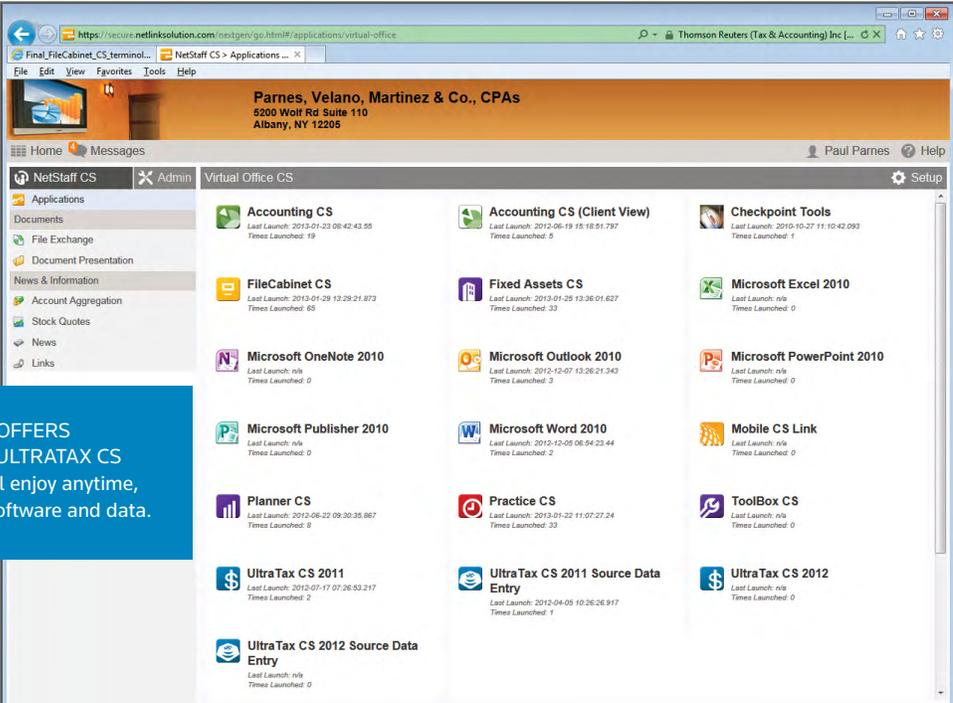 https://secure.netlinksolution.com/nextgen/go.html#/applications/virtual-office
Thomson Reuters (Tax & Accounting) Inc [...
Final_FileCabinet_CS_terminol...
NetStaff CS > Applications ...
File Edit View Favorites Tools Help
Parnes, Velano, Martinez & Co., CPAs
5200 Wolf Rd Suite 110
Albany, NY 12205
Home 4 Messages
Paul Parnes Help
NetStaff CS Admin
Virtual Office CS Setup
Applications
Documents
File Exchange
Document Presentation
News & Information
Account Aggregation
Stock Quotes
News
Links
OFFERS
ULTRATAX CS
l enjoy anytime,
oftware and data.
Accounting CS
Last Launch: 2013-01-23 08:42:43.55
Times Launched: 19
Accounting CS (Client View)
Last Launch: 2012-06-19 15:18:51.797
Times Launched: 5
Checkpoint Tools
Last Launch: 2010-10-27 11:10:42.093
Times Launched: 1
FileCabinet CS
Last Launch: 2013-01-29 13:29:21.873
Times Launched: 65
Fixed Assets CS
Last Launch: 2013-01-25 13:36:01.627
Times Launched: 33
Microsoft Excel 2010
Last Launch: n/a
Times Launched: 0
Microsoft OneNote 2010
Last Launch: n/a
Times Launched: 0
Microsoft Outlook 2010
Last Launch: 2012-12-07 13:26:21.343
Times Launched: 3
Microsoft PowerPoint 2010
Last Launch: n/a
Times Launched: 0
Microsoft Publisher 2010
Last Launch: n/a
Times Launched: 0
Microsoft Word 2010
Last Launch: 2012-12-05 06:54:23.44
Times Launched: 2
Mobile CS Link
Last Launch: n/a
Times Launched: 0
Planner CS
Last Launch: 2012-06-22 09:30:35.867
Times Launched: 8
Practice CS
Last Launch: 2013-01-22 11:07:27.24
Times Launched: 33
ToolBox CS
Last Launch: n/a
Times Launched: 0
UltraTax CS 2011
Last Launch: 2012-07-17 07:26:53.217
Times Launched: 2
UltraTax CS 2011 Source Data
Entry
Last Launch: 2012-04-05 10:26:26.917
Times Launched: 1
UltraTax CS 2012
Last Launch: n/a
Times Launched: 0
UltraTax CS 2012 Source Data
Entry
Last Launch: n/a
Times Launched: 0